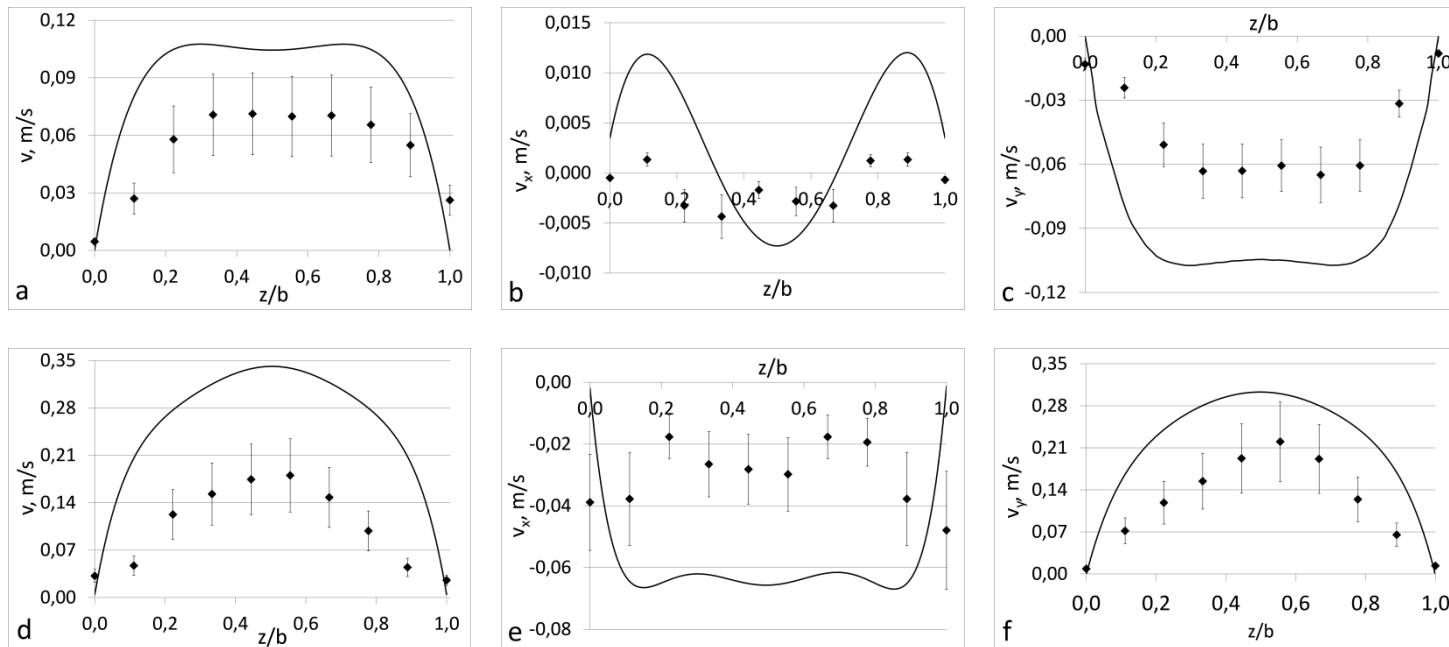 0,12
0,09
0,06
0,03
0,00
v, m/s
0,0 0,2 0,4 0,6 0,8 1,0
z/b
a
0,015
0,010
0,005
0,000
-0,005
-0,010
vₓ, m/s
0,0 0,2 0,4 0,6 0,8 1,0
z/b
b
z/b
0,00
-0,03
-0,06
-0,09
-0,12
v_Y, m/s
0,0 0,2 0,4 0,6 0,8 1,0
c
0,35
0,28
0,21
0,14
0,07
0,00
v, m/s
0,0 0,2 0,4 0,6 0,8 1,0
z/b
d
z/b
0,00
-0,02
-0,04
-0,06
-0,08
vₓ, m/s
0,0 0,2 0,4 0,6 0,8 1,0
e
0,35
0,28
0,21
0,14
0,07
0,00
v_Y, m/s
0,0 0,2 0,4 0,6 0,8 1,0
z/b
f